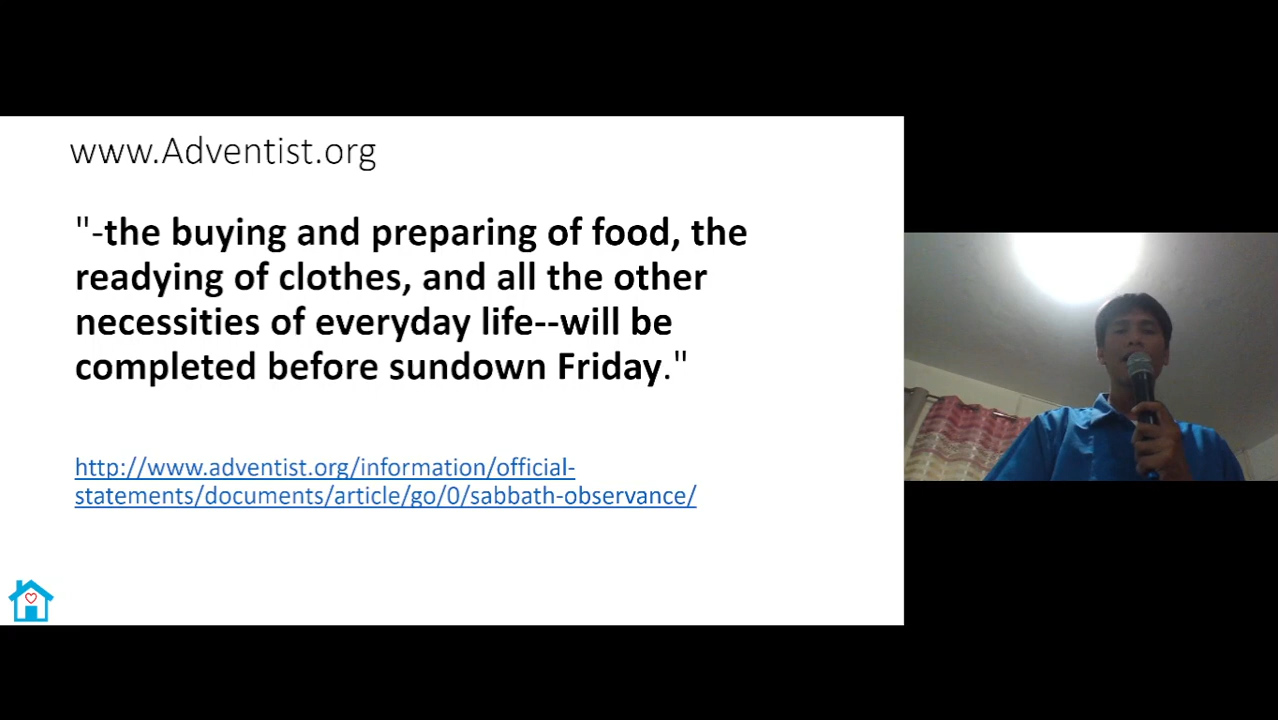 www.Adventist.org
"-the buying and preparing of food, the
readying of clothes, and all the other
necessities of everyday life--will be
completed before sundown Friday."
http://www.adventist.org/information/official-
statements/documents/article/go/0/sabbath-observance/